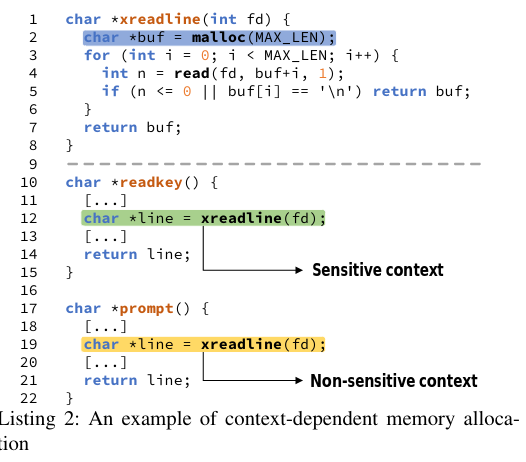 1 char *xreadline(int fd) {
2 char *buf = malloc(MAX_LEN);
3 for (int i = 0; i < MAX_LEN; i++) {
4 int n = read(fd, buf+i, 1);
5 if (n <= 0 || buf[i] == '\n') return buf;
6 }
7 return buf;
8 }
9
10 char *readkey() {
11 [...]
12 char *line = xreadline(fd);
13 [...]
14 return line;
15 }
Sensitive context
16
17 char *prompt() {
18 [...]
19 char *line = xreadline(fd);
20 [...]
21 return line;
Non-sensitive context
22 }
Listing 2: An example of context-dependent memory alloca-
tion